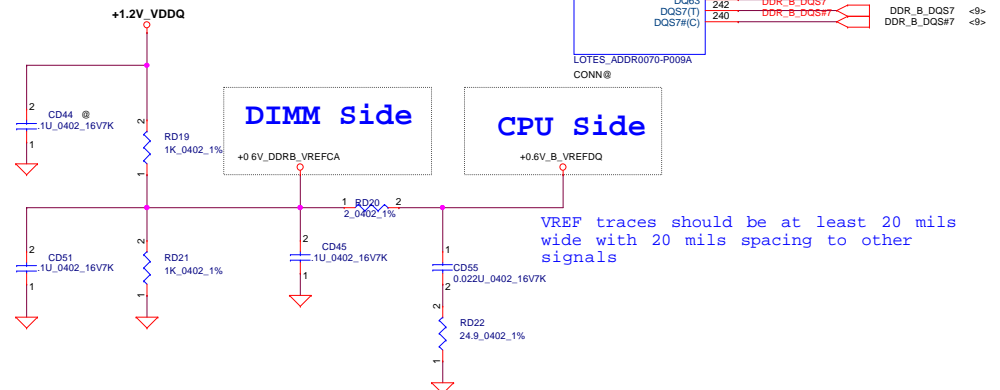 +1.2V_VDDQ
DQ63
DQS7(T)
DQS7#(C)
242
240
DDR_B_DQS7
DDR_B_DQS#7
DDR_B_DQS7 <9>
DDR_B_DQS#7 <9>
LOTES_ADDR0070-P009A
CONN@
2
CD44 @
.1U_0402_16V7K
1
2
RD19
1K_0402_1%
1
DIMM Side
+0 6V_DDRB_VREFCA
CPU Side
+0.6V_B_VREFDQ
1 RD20 2
2_0402_1%
VREF traces should be at least 20 mils
wide with 20 mils spacing to other
signals
2
CD51
.1U_0402_16V7K
1
2
RD21
1K_0402_1%
1
2
CD45
.1U_0402_16V7K
1
1
CD55
0.022U_0402_16V7K
2
2
RD22
24.9_0402_1%
1